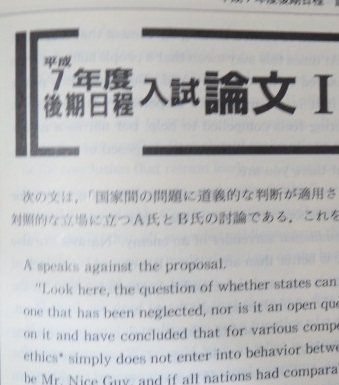 平成
7年度
後期日程
入試論文 I
次の文は，「国家間の問題に道義的な判断が適用さ
対照的な立場に立つA氏とB氏の討論である．これを
A speaks against the proposal.
"Look here, the question of whether states can
one that has been neglected, nor is it an open que
on it and have concluded that for various compe
ethics* simply does not enter into behavior betwe
be Mr. Nice Guy, and if all nations had compara